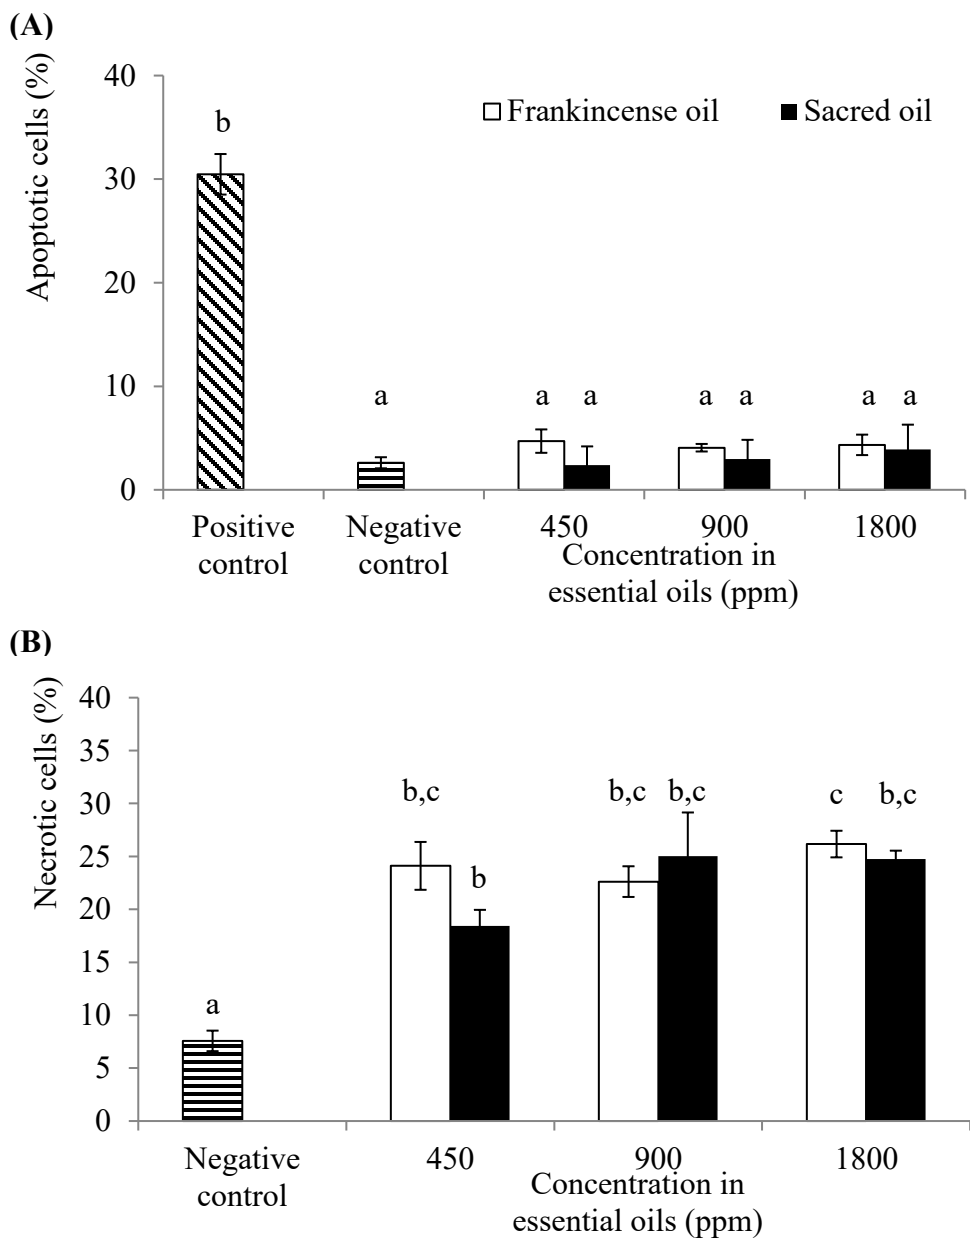 (A)
Apoptotic cells (%)
40
30
20
10
0
Frankincense oil
Sacred oil
b
a
a
a
a
a
a
a
Positive
control
Negative
control
450
900
1800
Concentration in
essential oils (ppm)
(B)
Necrotic cells (%)
40
35
30
25
20
15
10
5
0
a
b,c
b
b,c
b,c
c
b,c
Negative
control
450
900
1800
Concentration in
essential oils (ppm)